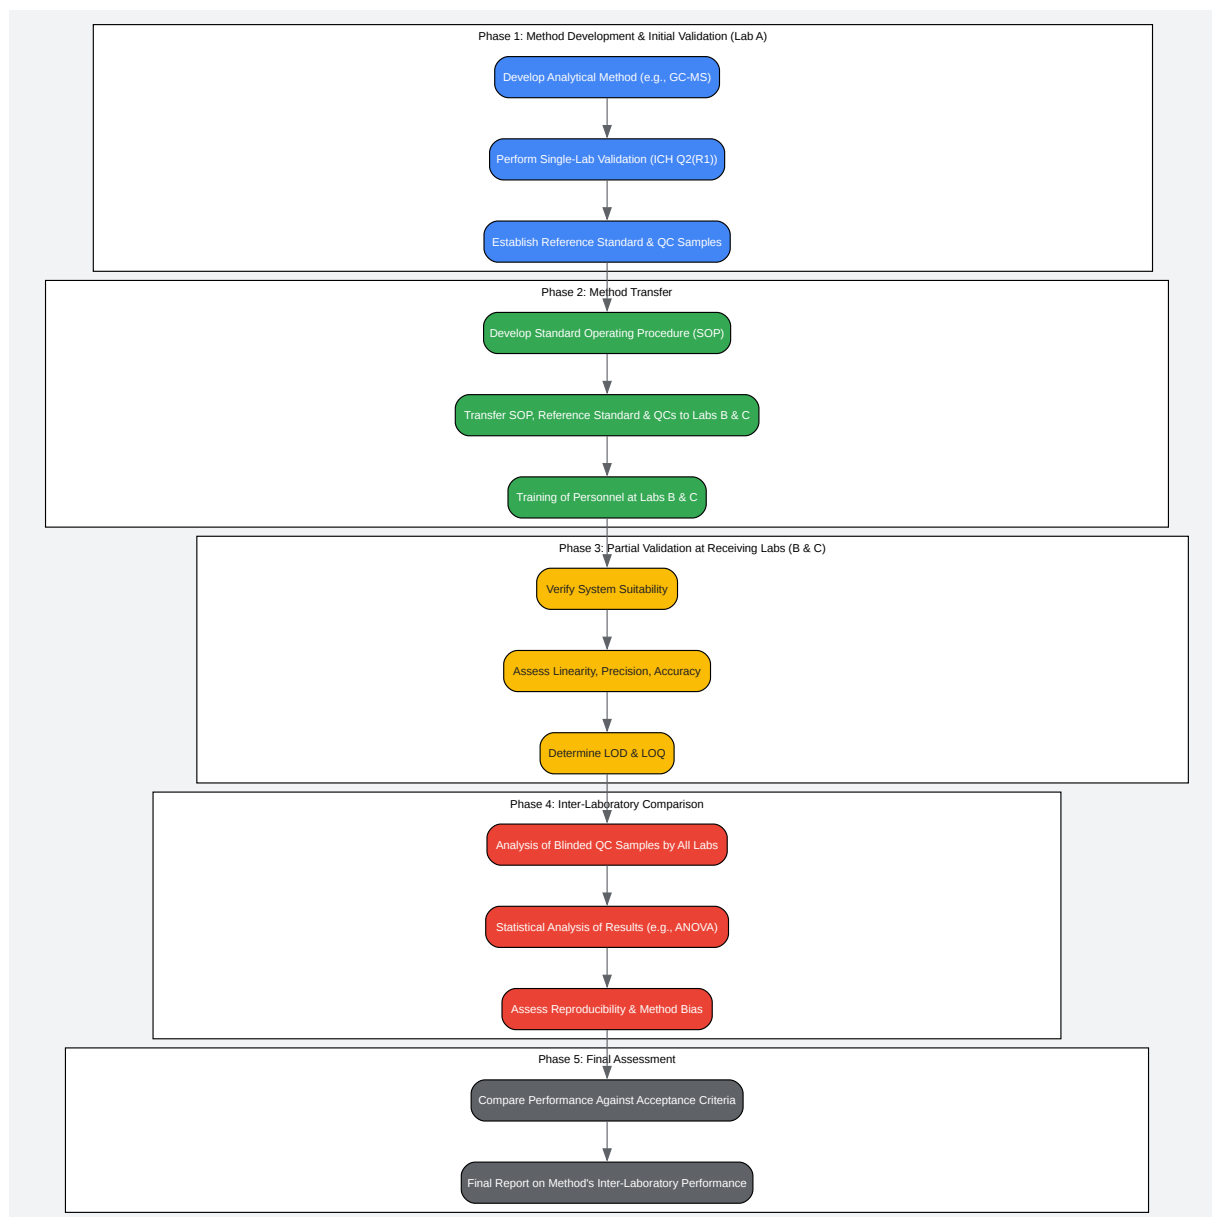 Phase 1: Method Development & Initial Validation (Lab A)
Develop Analytical Method (e.g., GC-MS)
Perform Single-Lab Validation (ICH Q2(R1))
Establish Reference Standard & QC Samples
Phase 2: Method Transfer
Develop Standard Operating Procedure (SOP)
Transfer SOP, Reference Standard & QCs to Labs B & C
Training of Personnel at Labs B & C
Phase 3: Partial Validation at Receiving Labs (B & C)
Verify System Suitability
Assess Linearity, Precision, Accuracy
Determine LOD & LOQ
Phase 4: Inter-Laboratory Comparison
Analysis of Blinded QC Samples by All Labs
Statistical Analysis of Results (e.g., ANOVA)
Assess Reproducibility & Method Bias
Phase 5: Final Assessment
Compare Performance Against Acceptance Criteria
Final Report on Method's Inter-Laboratory Performance